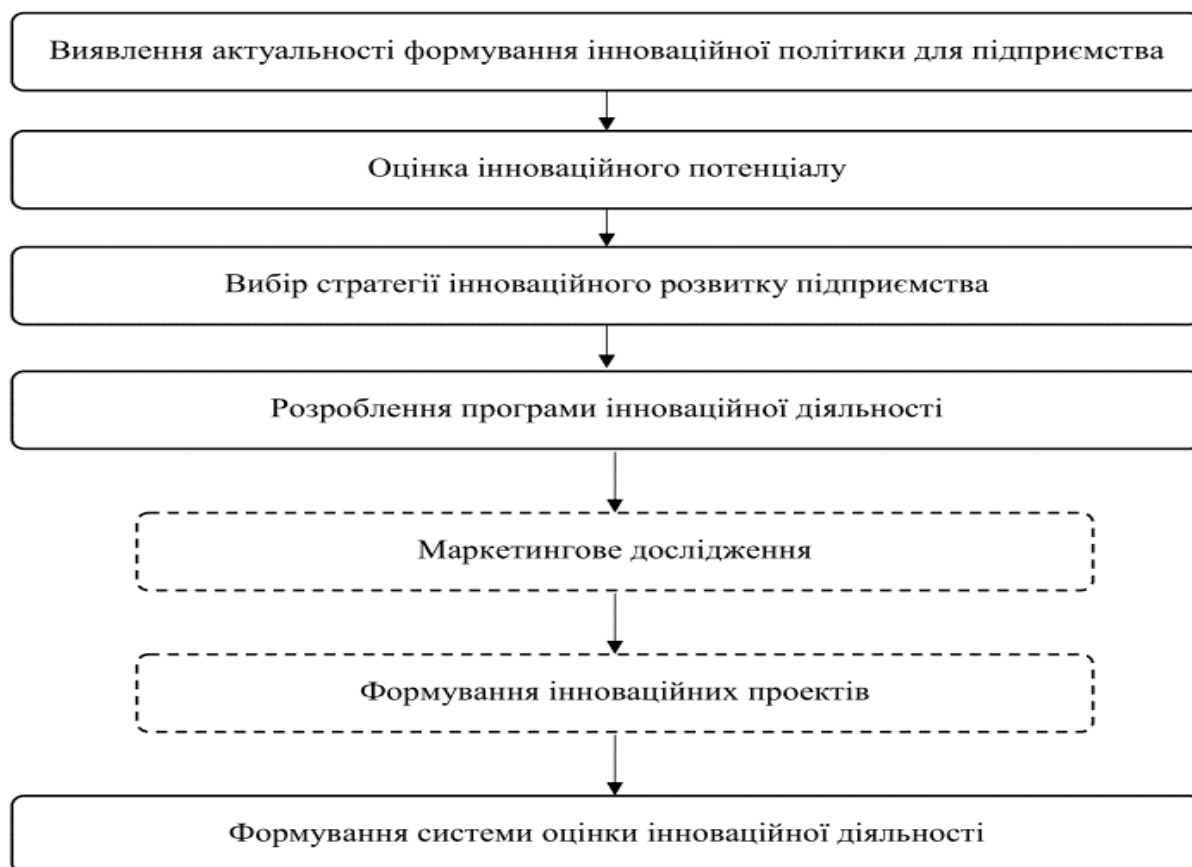 Виявлення актуальності формування інноваційної політики для підприємства
Оцінка інноваційного потенціалу
Вибір стратегії інноваційного розвитку підприємства
Розроблення програми інноваційної діяльності
Маркетингове дослідження
Формування інноваційних проектів
Формування системи оцінки інноваційної діяльності